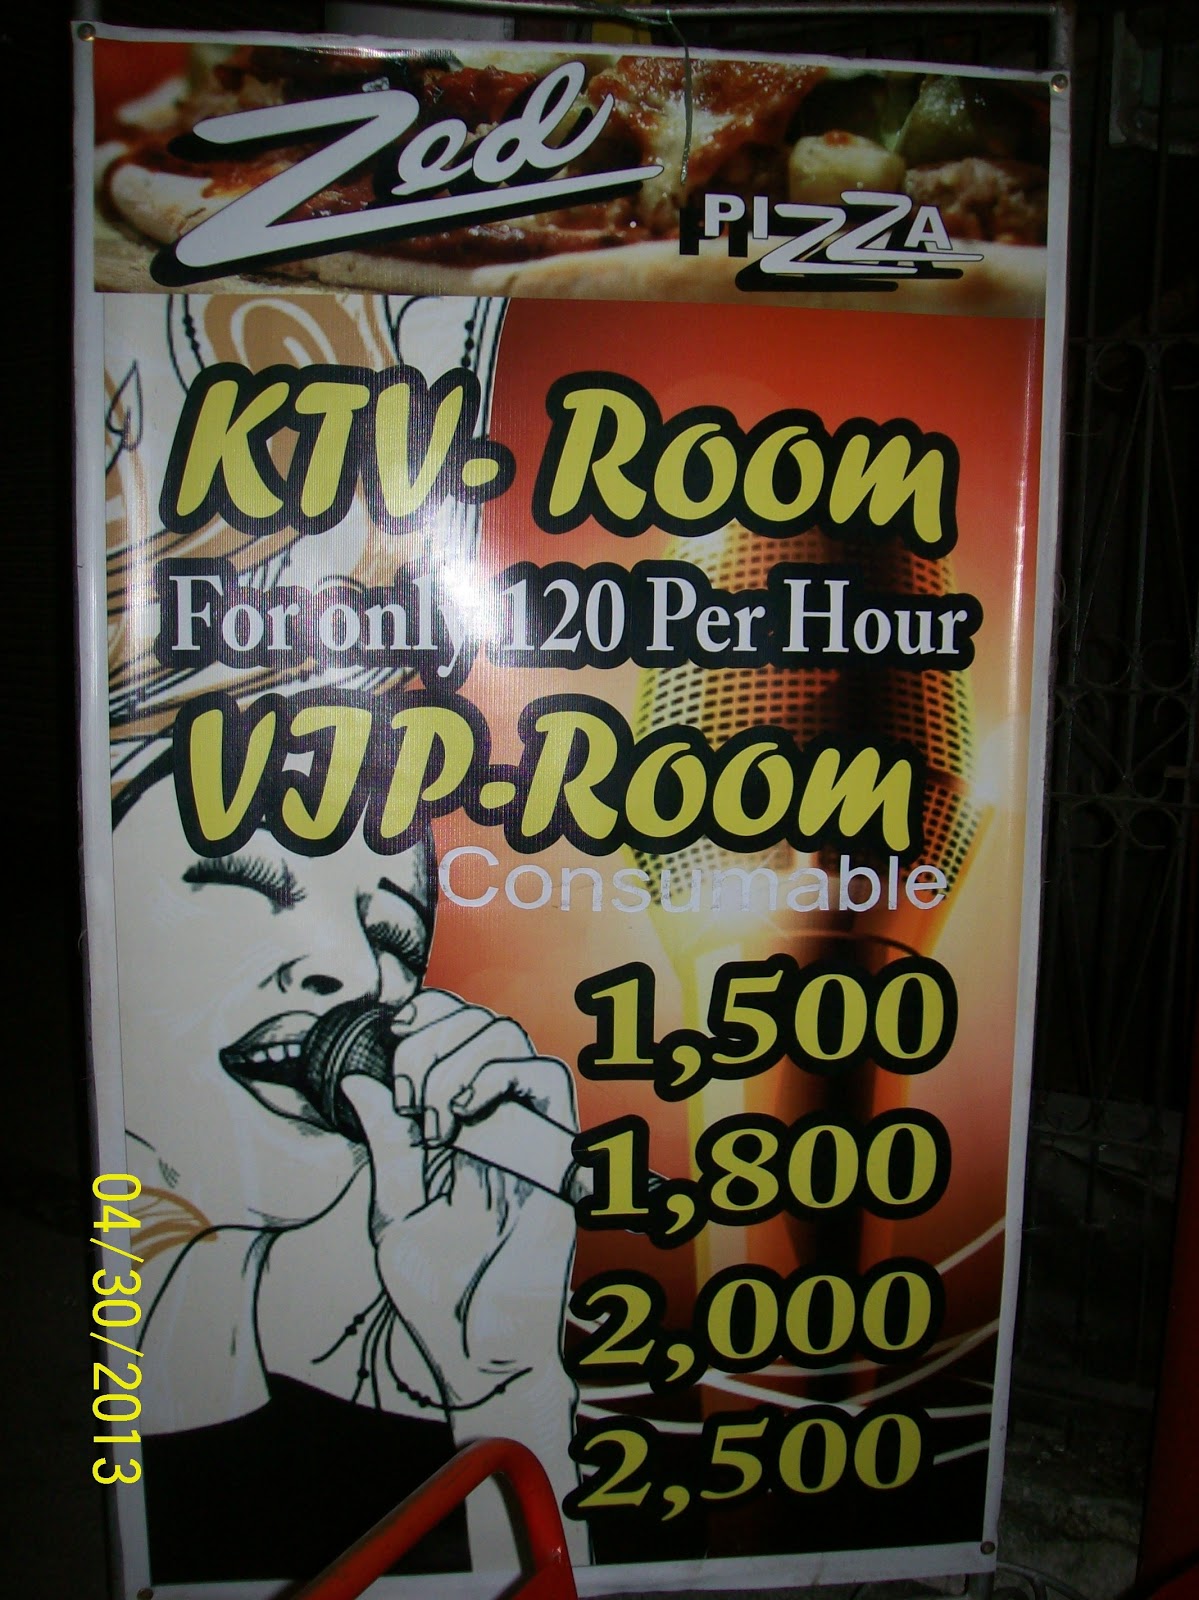 Zed
PIZZA
KTV- Room
For only 120 Per Hour
VIP-Room
Consumable
1,500
1,800
2,000
2,500
04/30/2013